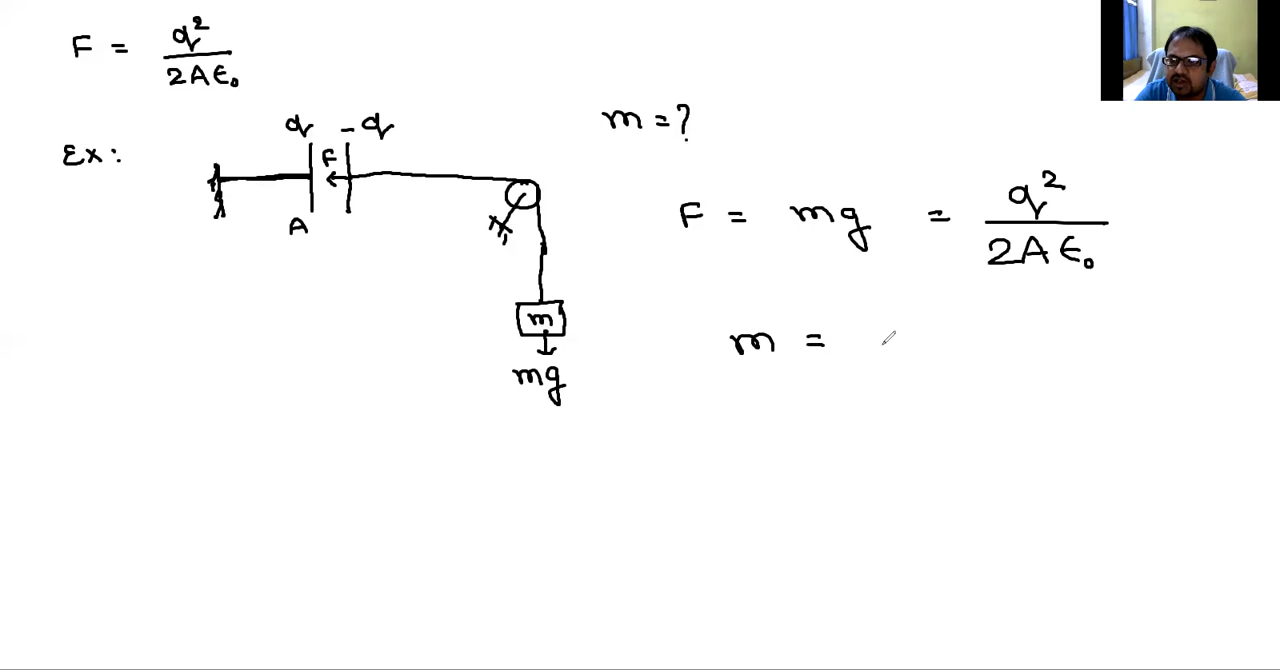 F = q²/2Aϵ₀
Ex:
q -q
F
A
m
mg
m = ?
F = mg = q²/2Aϵ₀
m =